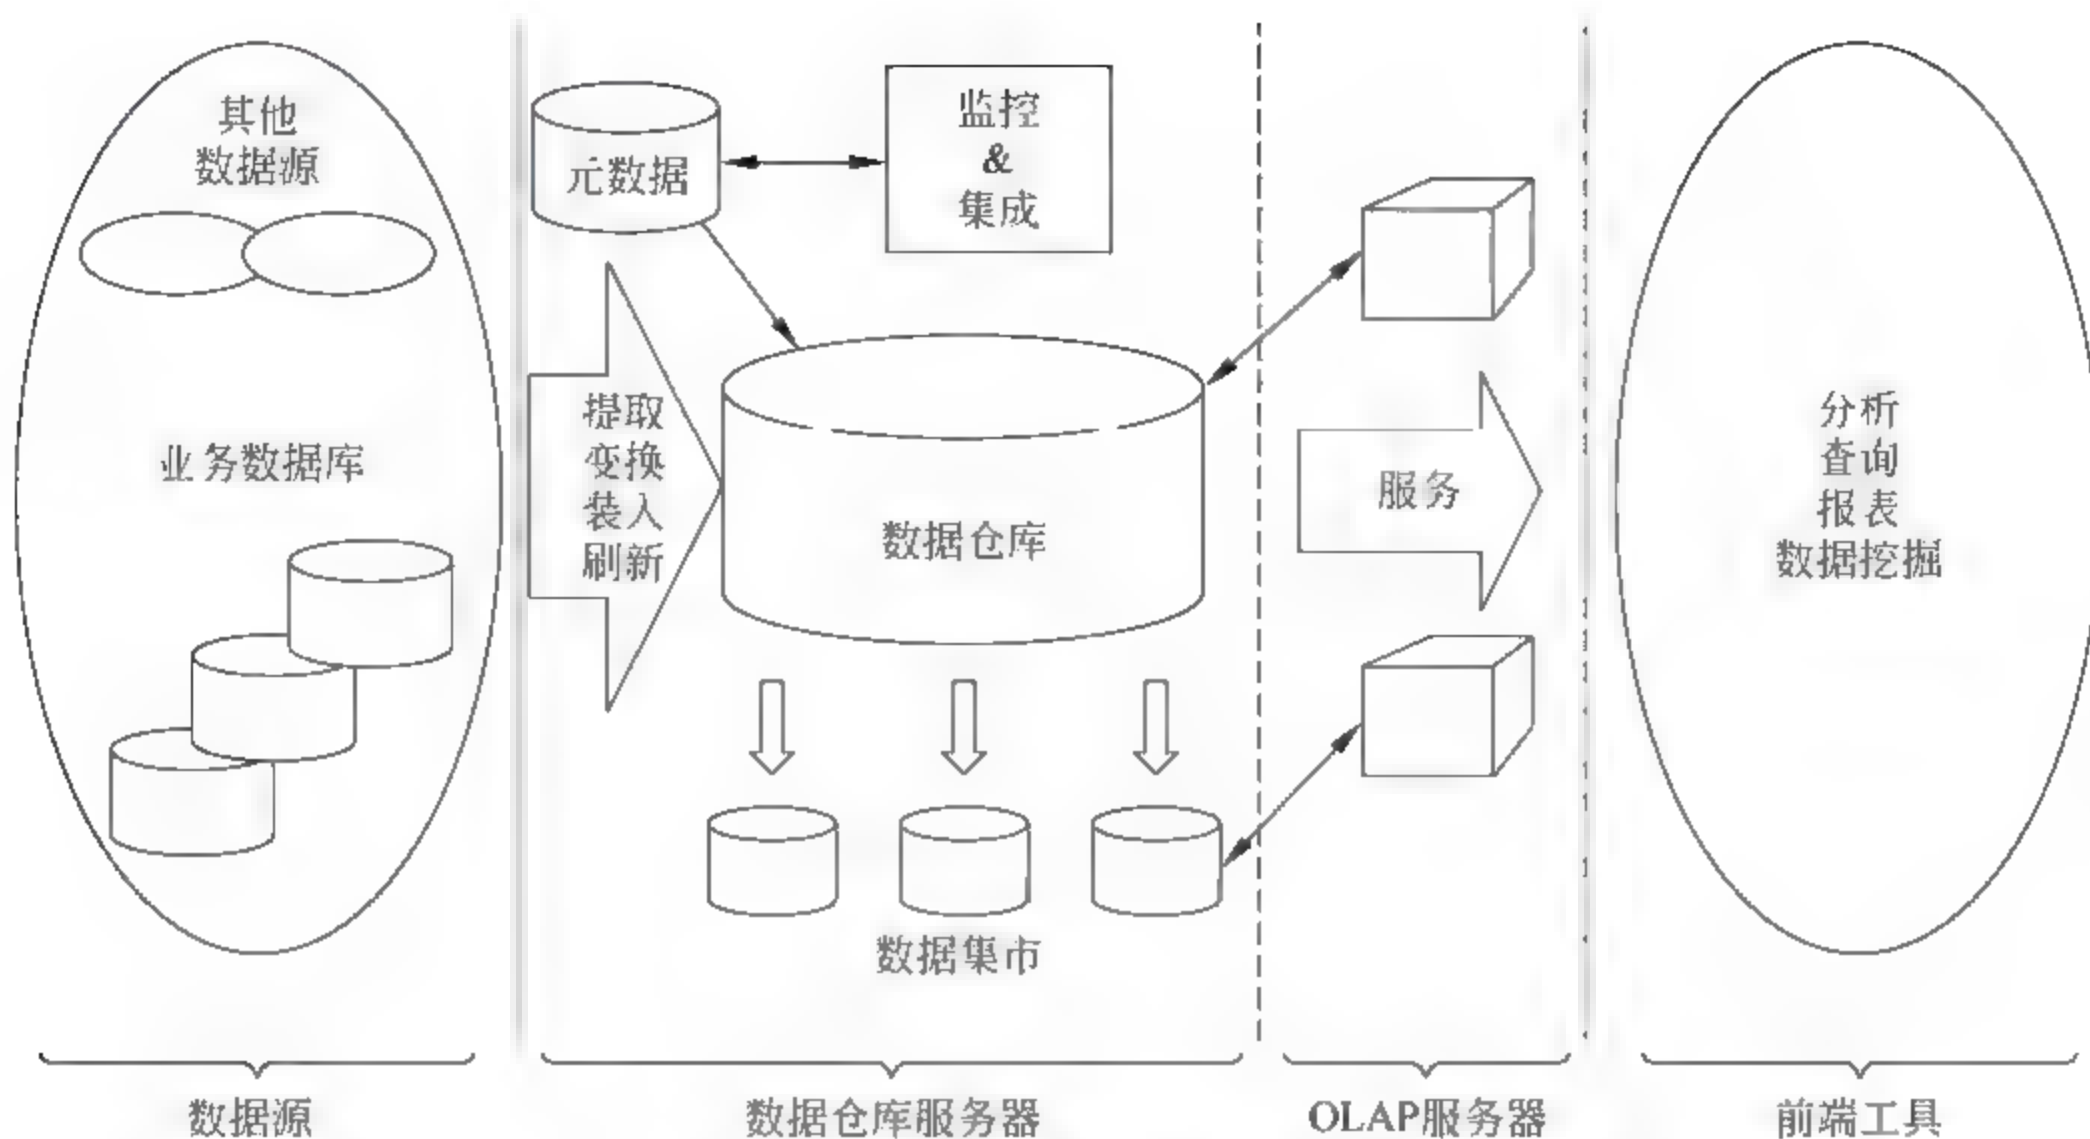 其他
数据源
业务数据库
元数据
监控
&
集成
提取
变换
装入
刷新
数据仓库
数据集市
服务
分析
查询
报表
数据挖掘
数据源
数据仓库服务器
OLAP服务器
前端工具